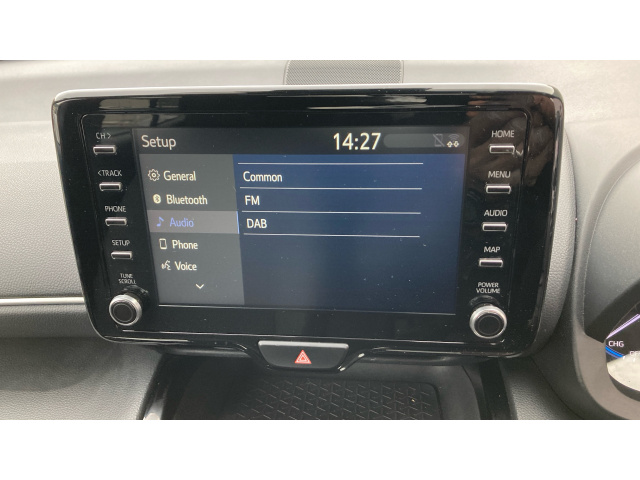 CH >
< TRACK
PHONE
SETUP
TUNE
SCROLL
Setup
14:27
General
Bluetooth
Audio
Phone
Voice
Common
FM
DAB
HOME
MENU
AUDIO
MAP
POWER
VOLUME
CHG